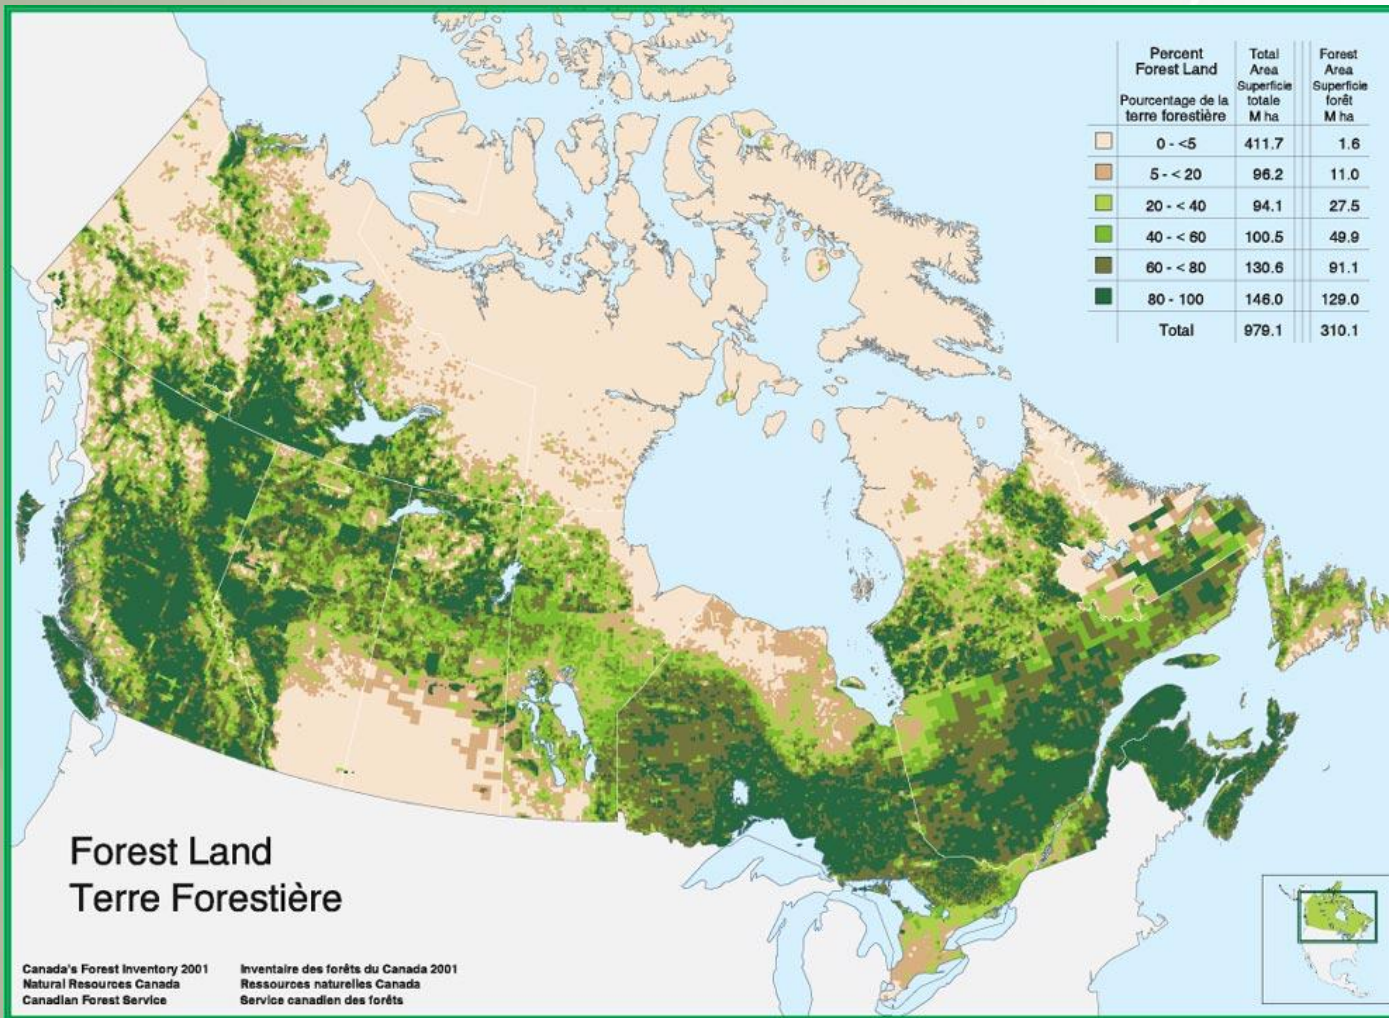 Percent
Forest Land
Pourcentage de la
terre forestière
Total
Area
Superficie
totale
M ha
Forest
Area
Superficie
forêt
M ha
0 - <5 411.7 1.6
5 - < 20 96.2 11.0
20 - < 40 94.1 27.5
40 - < 60 100.5 49.9
60 - < 80 130.6 91.1
80 - 100 146.0 129.0
Total 979.1 310.1
Forest Land
Terre Forestière
Canada's Forest Inventory 2001
Natural Resources Canada
Canadian Forest Service
Inventaire des forêts du Canada 2001
Ressources naturelles Canada
Service canadien des forêts